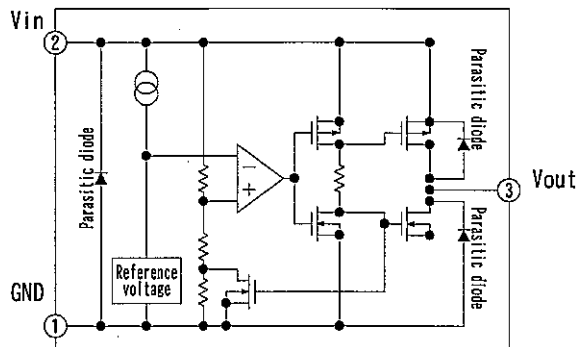 Vin
2
Parasitic diode
Parasitic diode
−
+
3
Vout
Parasitic diode
Reference
voltage
GND
1